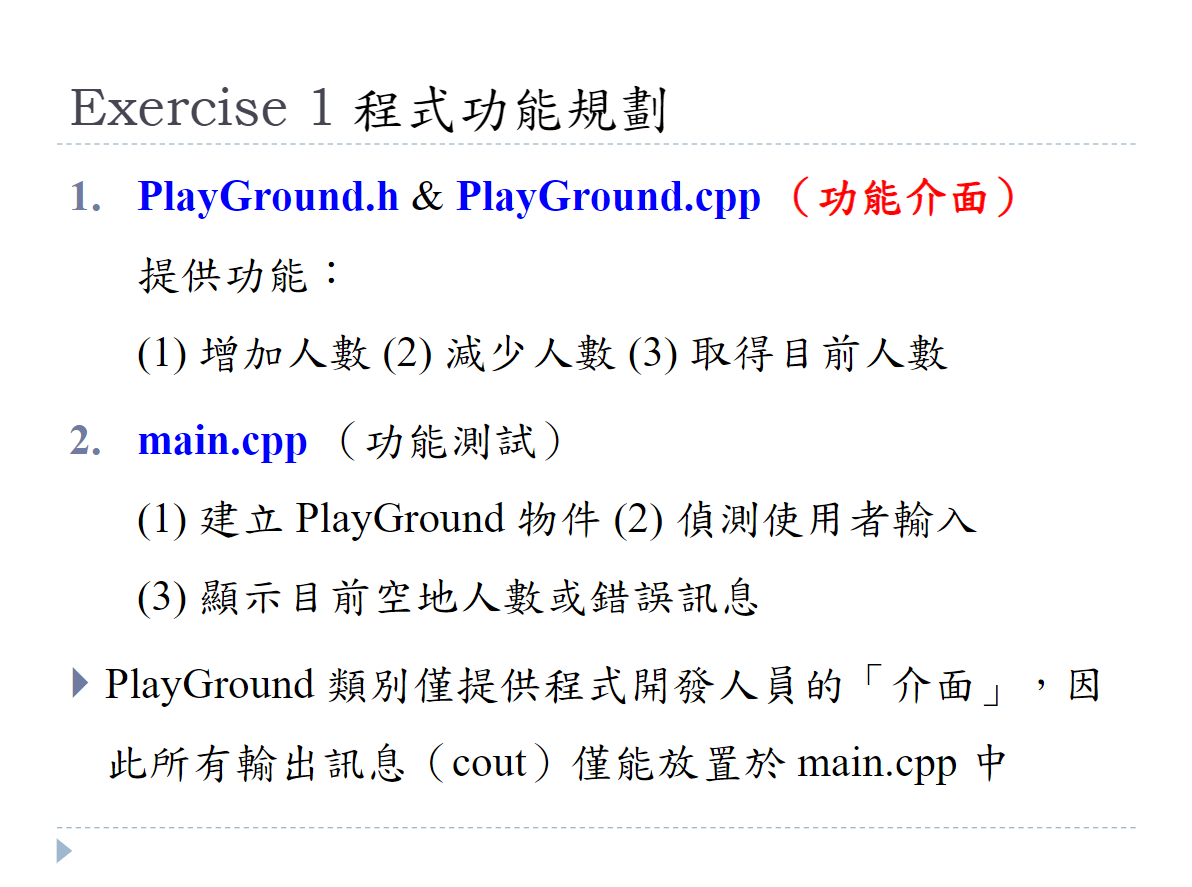 Exercise 1 程式功能規劃
1. PlayGround.h & PlayGround.cpp （功能介面）
提供功能：
(1) 增加人數 (2) 減少人數 (3) 取得目前人數
2. main.cpp （功能測試）
(1) 建立 PlayGround 物件 (2) 偵測使用者輸入
(3) 顯示目前空地人數或錯誤訊息
PlayGround 類別僅提供程式開發人員的「介面」，因
此所有輸出訊息（cout）僅能放置於 main.cpp 中